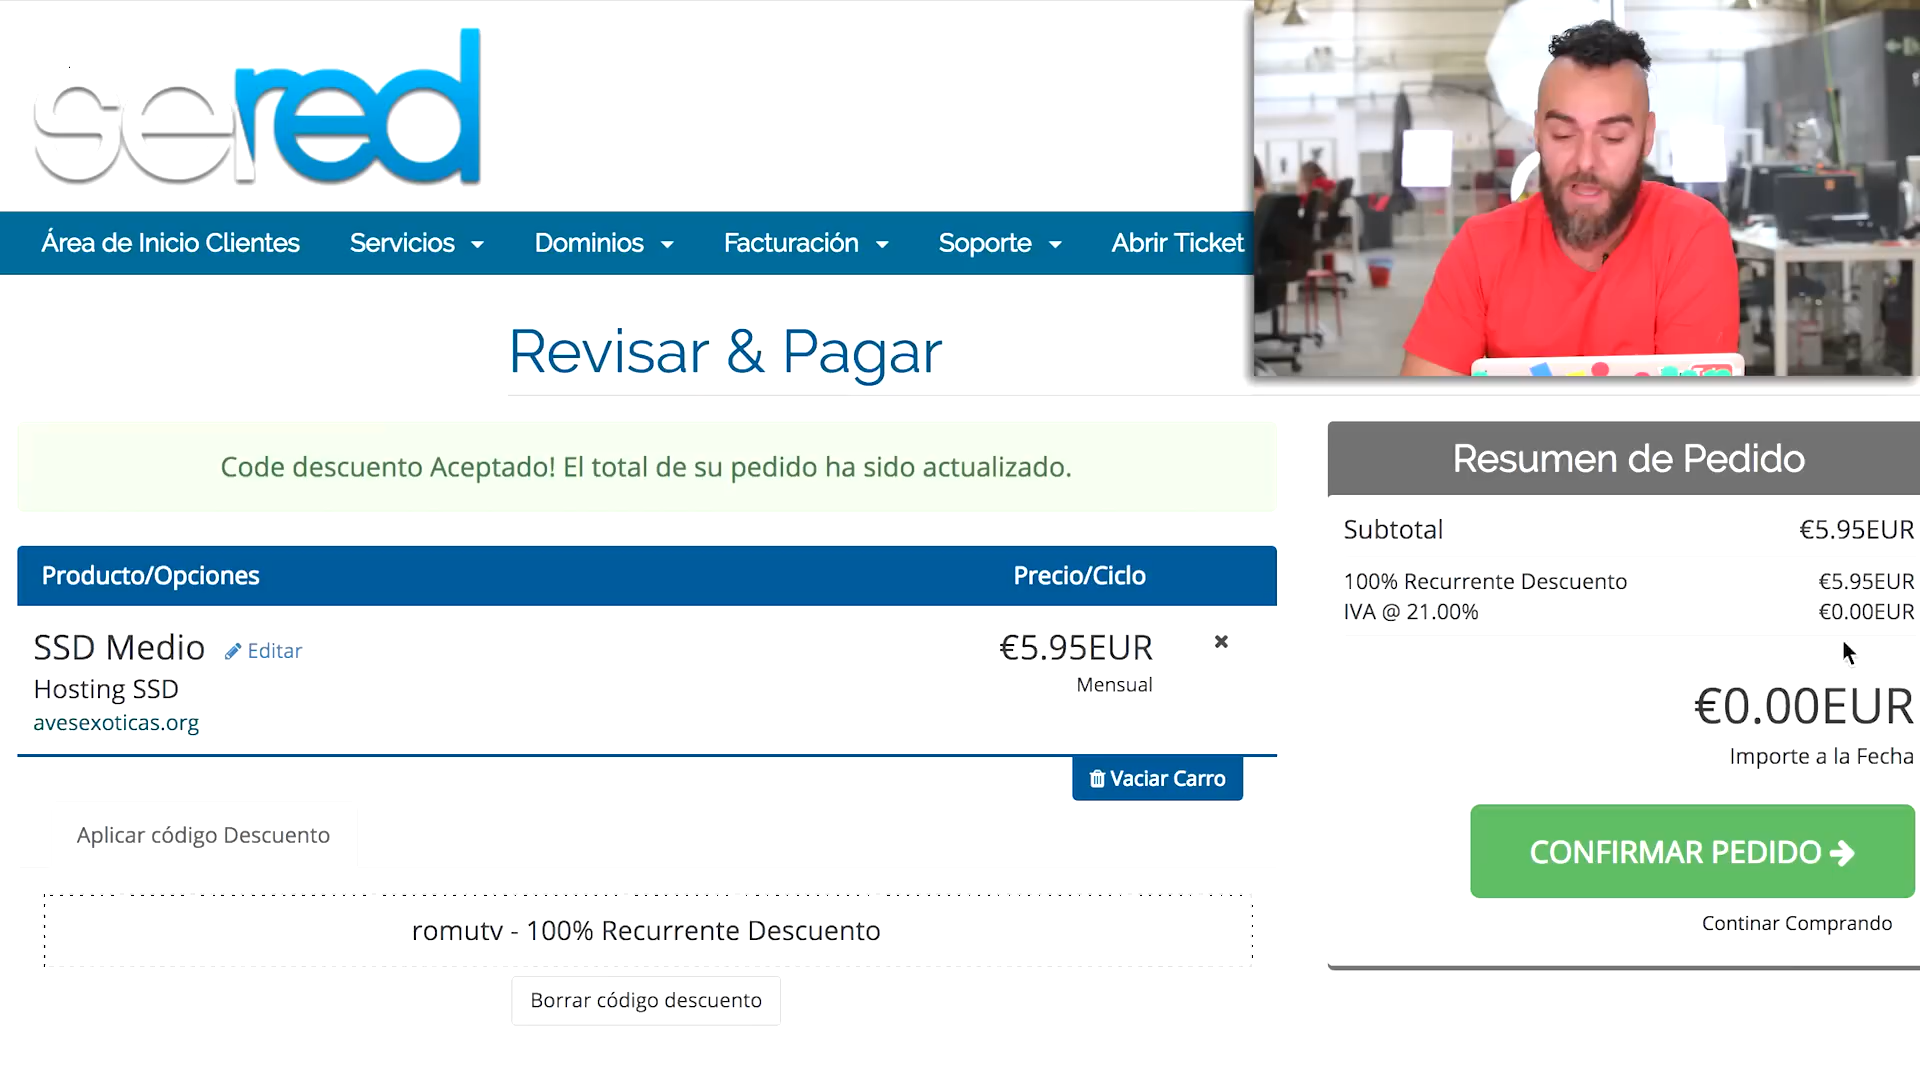 sered
Área de Inicio Clientes Servicios Dominios Facturación Soporte Abrir Ticket
Revisar & Pagar
Code descuento Aceptado! El total de su pedido ha sido actualizado.
Producto/Opciones Precio/Ciclo
SSD Medio Editar €5.95EUR
Hosting SSD Mensual
avesexoticas.org
Vaciar Carro
Aplicar código Descuento
romutv - 100% Recurrente Descuento
Borrar código descuento
Resumen de Pedido
Subtotal €5.95EUR
100% Recurrente Descuento €5.95EUR
IVA @ 21.00% €0.00EUR
€0.00EUR
Importe a la Fecha
CONFIRMAR PEDIDO
Continar Comprando